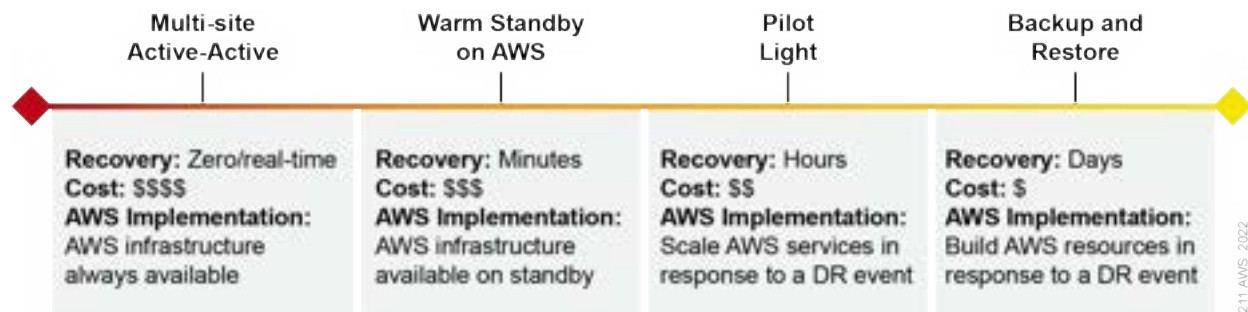 Multi-site
Active-Active
Warm Standby
on AWS
Pilot
Light
Backup and
Restore
Recovery: Zero/real-time
Cost: $$$$
AWS Implementation:
AWS infrastructure
always available
Recovery: Minutes
Cost: $$$
AWS Implementation:
AWS infrastructure
available on standby
Recovery: Hours
Cost: $$
AWS Implementation:
Scale AWS services in
response to a DR event
Recovery: Days
Cost: $
AWS Implementation:
Build AWS resources in
response to a DR event
211 AWS 2022